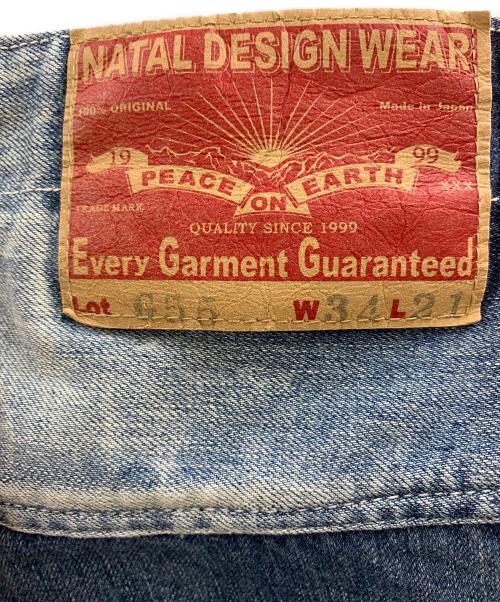 NATAL DESIGN WEAR
100% ORIGINAL Made in Japan
19 99
PEACE ON EARTH
TRADE MARK XXX
QUALITY SINCE 1999
Every Garment Guaranteed
Lot W34 L21